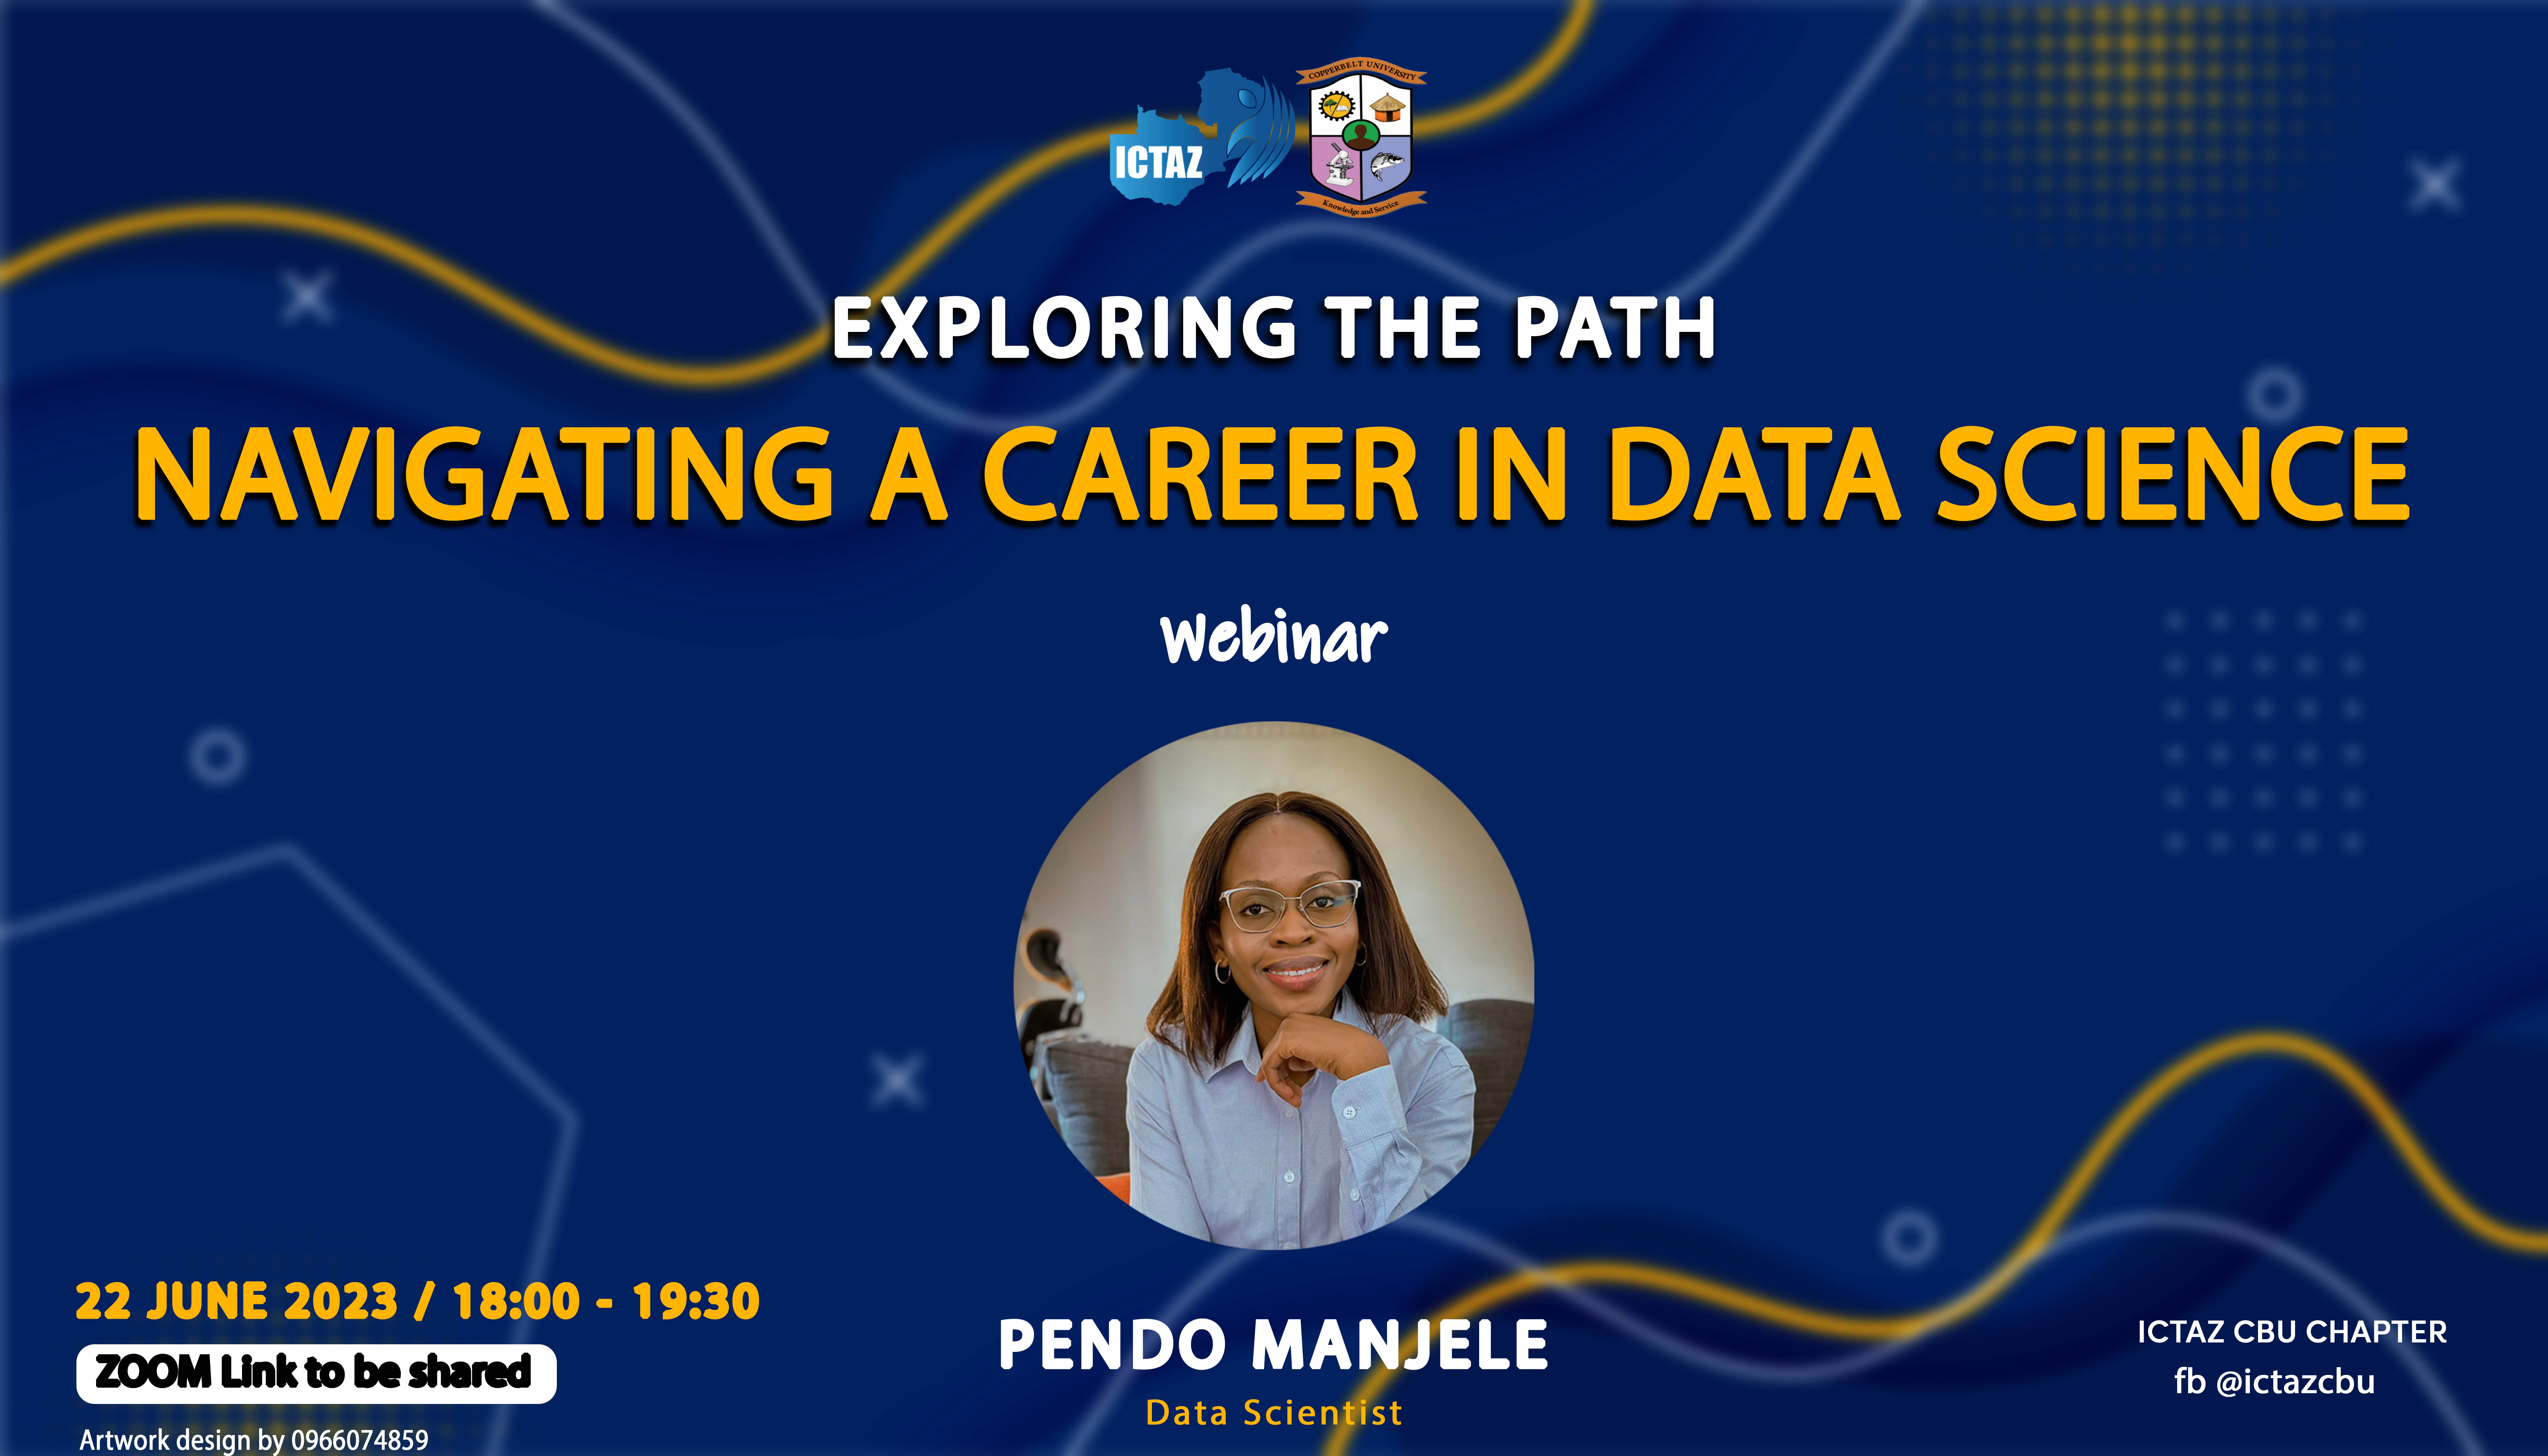 COPPERBELT UNIVERSITY
ICTAZ
Knowledge and Service
EXPLORING THE PATH
NAVIGATING A CAREER IN DATA SCIENCE
Webinar
22 JUNE 2023 / 18:00 - 19:30
ZOOM Link to be shared
Artwork design by 0966074859
PENDO MANJELE
Data Scientist
ICTAZ CBU CHAPTER
fb @ictazcbu